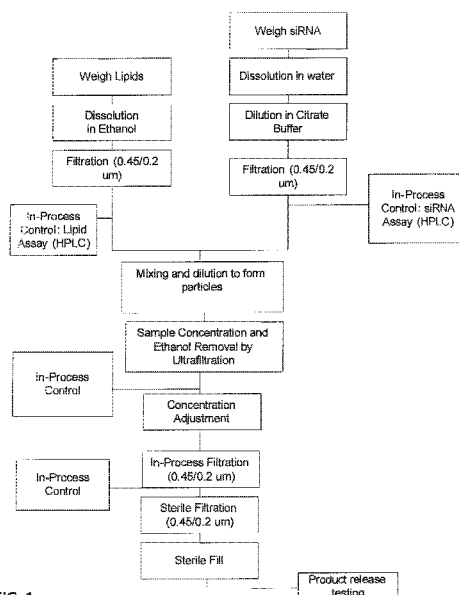 Weigh siRNA
Weigh Lipids
Dissolution in water
Dissolution
in Ethanol
Dilution in Citrate
Buffer
Filtration (0.45/0.2
um)
Filtration (0.45/0.2
um)
In-Process
Control: Lipid
Assay (HPLC)
In-Process
Control: siRNA
Assay (HPLC)
Mixing and dilution to form
particles
Sample Concentration and
Ethanol Removal by
Ultrafiltration
In-Process
Control
Concentration
Adjustment
In-Process Filtration
(0.45/0.2 um)
In-Process
Control
Sterile Filtration
(0.45/0.2 um)
Sterile Fill
Product release
testing
FIG. 1